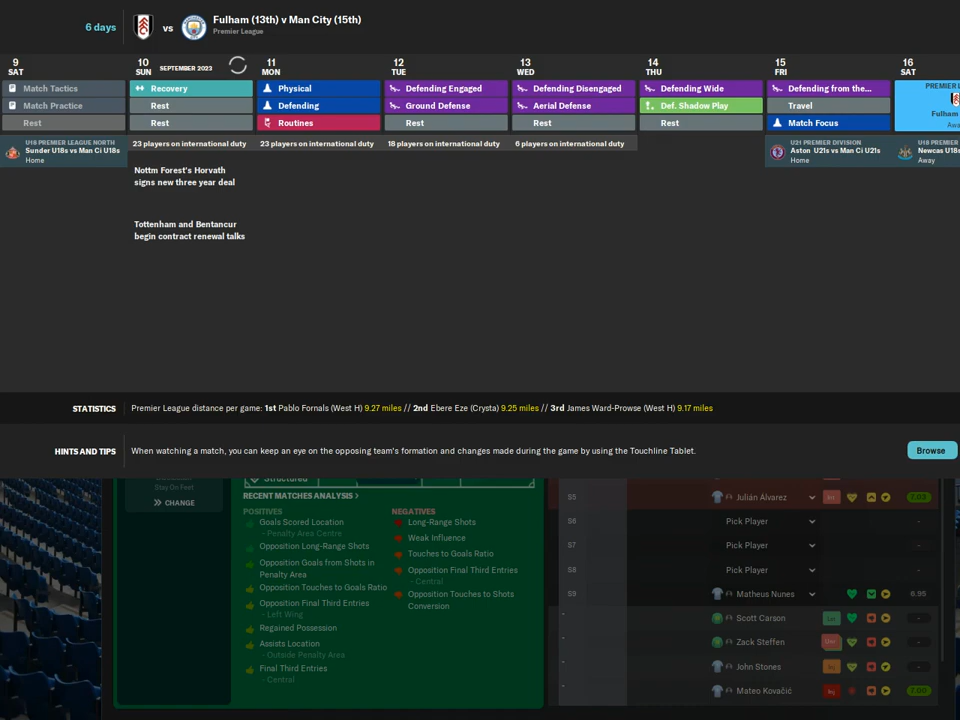 6 days
vs
Fulham (13th) v Man City (15th)
Premier League
9
SAT
10
SUN
SEPTEMBER 2023
11
MON
12
TUE
13
WED
14
THU
15
FRI
16
SAT
Match Tactics
Recovery
Physical
Defending Engaged
Defending Disengaged
Defending Wide
Defending from the...
PREMIER L
Match Practice
Rest
Defending
Ground Defense
Aerial Defense
Def. Shadow Play
Travel
Fulham
Rest
Rest
Routines
Rest
Rest
Rest
Match Focus
Awa
U18 PREMIER LEAGUE NORTH
Sunder U18s vs Man Ci U18s
Home
23 players on international duty
23 players on international duty
18 players on international duty
6 players on international duty
U21 PREMIER DIVISION
Aston U21s vs Man Ci U21s
Home
U18 PREMIER
Newcas U18s
Away
Nottm Forest's Horvath
signs new three year deal
Tottenham and Bentancur
begin contract renewal talks
STATISTICS
Premier League distance per game: 1st Pablo Fornals (West H) 9.27 miles // 2nd Ebere Eze (Crysta) 9.25 miles // 3rd James Ward-Prowse (West H) 9.17 miles
HINTS AND TIPS
When watching a match, you can keep an eye on the opposing team's formation and changes made during the game by using the Touchline Tablet.
Browse
Stay On Feet
CHANGE
Structured
RECENT MATCHES ANALYSIS >
POSITIVES
Goals Scored Location
- Penalty Area Centre
Opposition Long-Range Shots
Opposition Goals from Shots in
Penalty Area
Opposition Touches to Goals Ratio
Opposition Final Third Entries
- Left Wing
Regained Possession
Assists Location
- Outside Penalty Area
Final Third Entries
- Central
NEGATIVES
Long-Range Shots
Weak Influence
Touches to Goals Ratio
Opposition Final Third Entries
- Central
Opposition Touches to Shots
Conversion
S5
Julián Álvarez
Int
7.03
S6
Pick Player
-
S7
Pick Player
-
S8
Pick Player
-
S9
Matheus Nunes
6.95
-
Scott Carson
-
-
Zack Steffen
-
-
John Stones
Inj
-
-
Mateo Kovačić
Inj
7.00